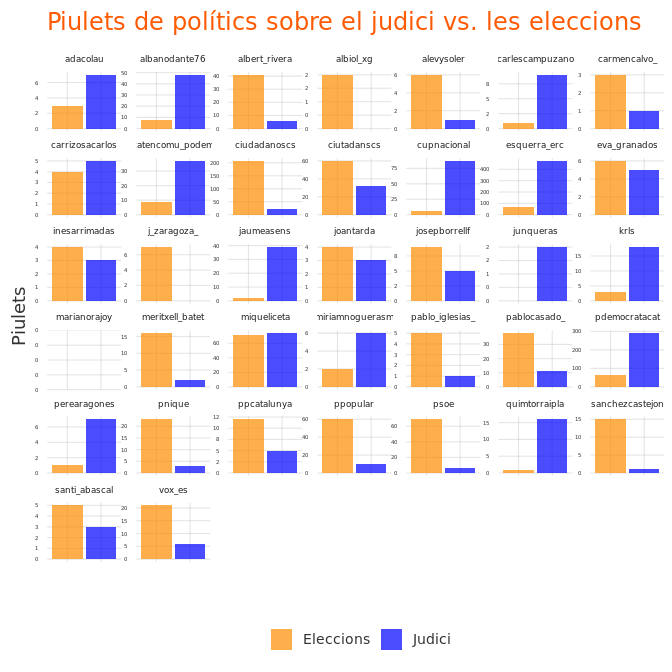 Piulets de polítics sobre el judici vs. les eleccions
adacolau albanodante76 albert_rivera albiol_xg alevysoler carlescampuzano carmencalvo_
carrizosacarlos atencomu_podem ciudadanoscs ciutadanscs cupnacional esquerra_erc eva_granados
inesarrimadas j_zaragoza_ jaumeasens joantarda josepborrellf junqueras krls
marianorajoy meritxell_batet miqueliceta miriamnoguerasm pablo_iglesias_ pablocasado_ pdemocratacat
perearagones pnique ppcatalunya ppopular psoe quimtorraipla sanchezcastejon
santi_abascal vox_es
Piulets
Eleccions Judici